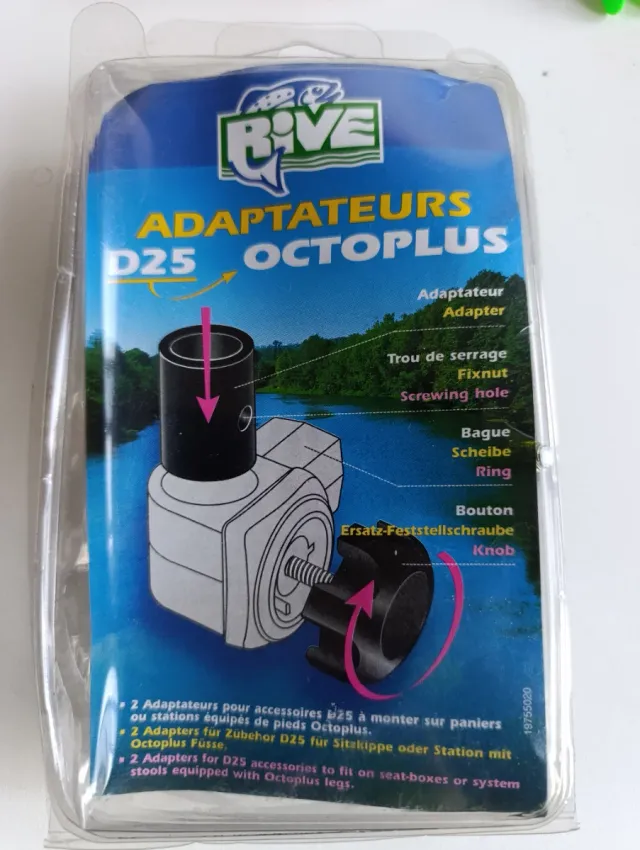 RIVE
ADAPTATEURS
D25 OCTOPLUS
Adaptateur
Adapter
Trou de serrage
Fixnut
Screwing hole
Bague
Scheibe
Ring
Bouton
Ersatz-Feststellschraube
Knob
• 2 Adaptateurs pour accessoires D25 à monter sur paniers
ou stations équipés de pieds Octoplus.
• 2 Adapters für Zubehör D25 für Sitzkippe oder Station mit
Octoplus Füsse.
• 2 Adapters for D25 accessories to fit on seat-boxes or system
stools equipped with Octoplus legs.
19755020